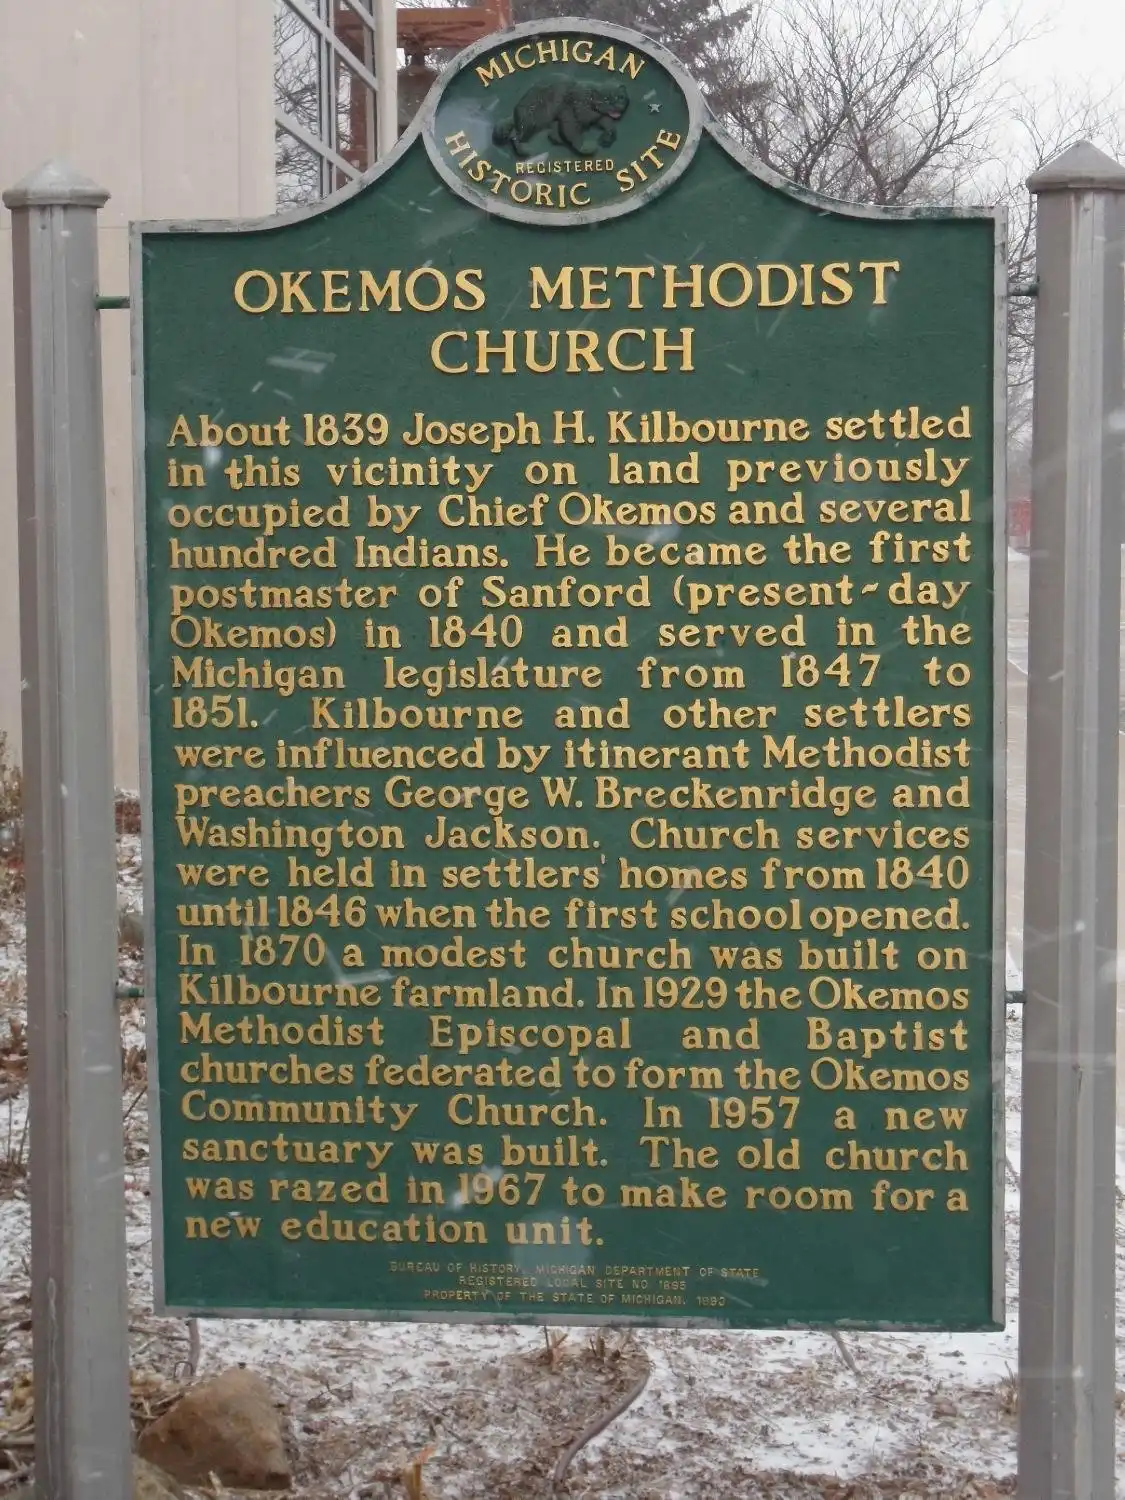 MICHIGAN
REGISTERED
HISTORIC SITE
OKEMOS METHODIST
CHURCH
About 1839 Joseph H. Kilbourne settled
in this vicinity on land previously
occupied by Chief Okemos and several
hundred Indians. He became the first
postmaster of Sanford (present-day
Okemos) in 1840 and served in the
Michigan legislature from 1847 to
1851. Kilbourne and other settlers
were influenced by itinerant Methodist
preachers George W. Breckenridge and
Washington Jackson. Church services
were held in settlers' homes from 1840
until 1846 when the first school opened.
In 1870 a modest church was built on
Kilbourne farmland. In 1929 the Okemos
Methodist Episcopal and Baptist
churches federated to form the Okemos
Community Church. In 1957 a new
sanctuary was built. The old church
was razed in 1967 to make room for a
new education unit.
BUREAU OF HISTORY, MICHIGAN DEPARTMENT OF STATE
REGISTERED LOCAL SITE NO. 1695
PROPERTY OF THE STATE OF MICHIGAN, 1990